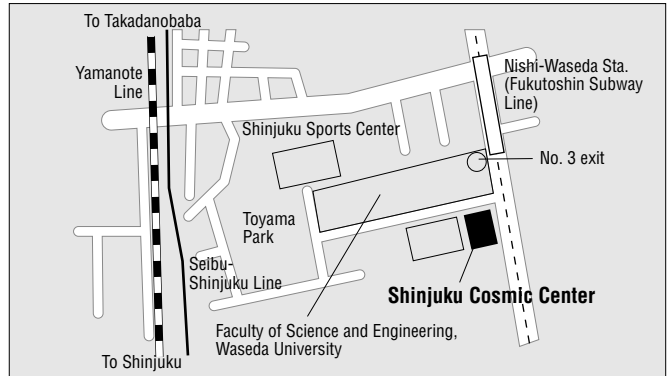 To Takadanobaba
Yamanote
Line
Nishi-Waseda Sta.
(Fukutoshin Subway
Line)
Shinjuku Sports Center
No. 3 exit
Toyama
Park
Seibu-
Shinjuku Line
Shinjuku Cosmic Center
Faculty of Science and Engineering,
Waseda University
To Shinjuku